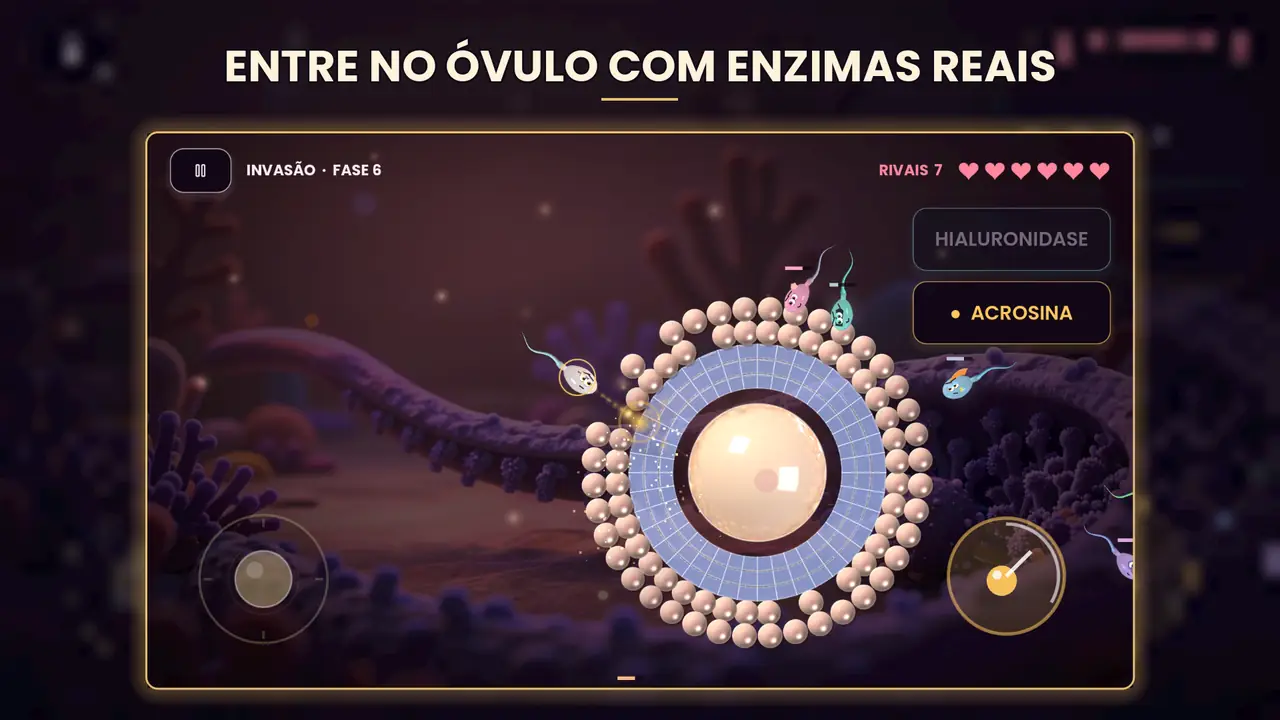 ENTRE NO ÓVULO COM ENZIMAS REAIS
INVASÃO · FASE 6
RIVAIS 7
HIALURONIDASE
• ACROSINA